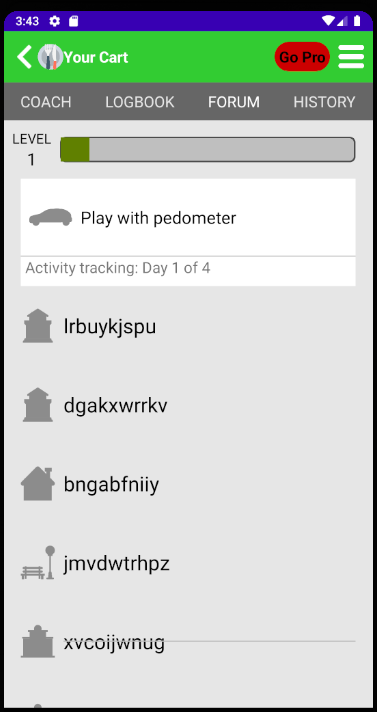 3:43
Your Cart
Go Pro
COACH LOGBOOK FORUM HISTORY
LEVEL
1
Play with pedometer
Activity tracking: Day 1 of 4
lrbuykjspu
dgakxwrrkv
bngabfniiy
jmvdwtrhpz
xvcoijwnug